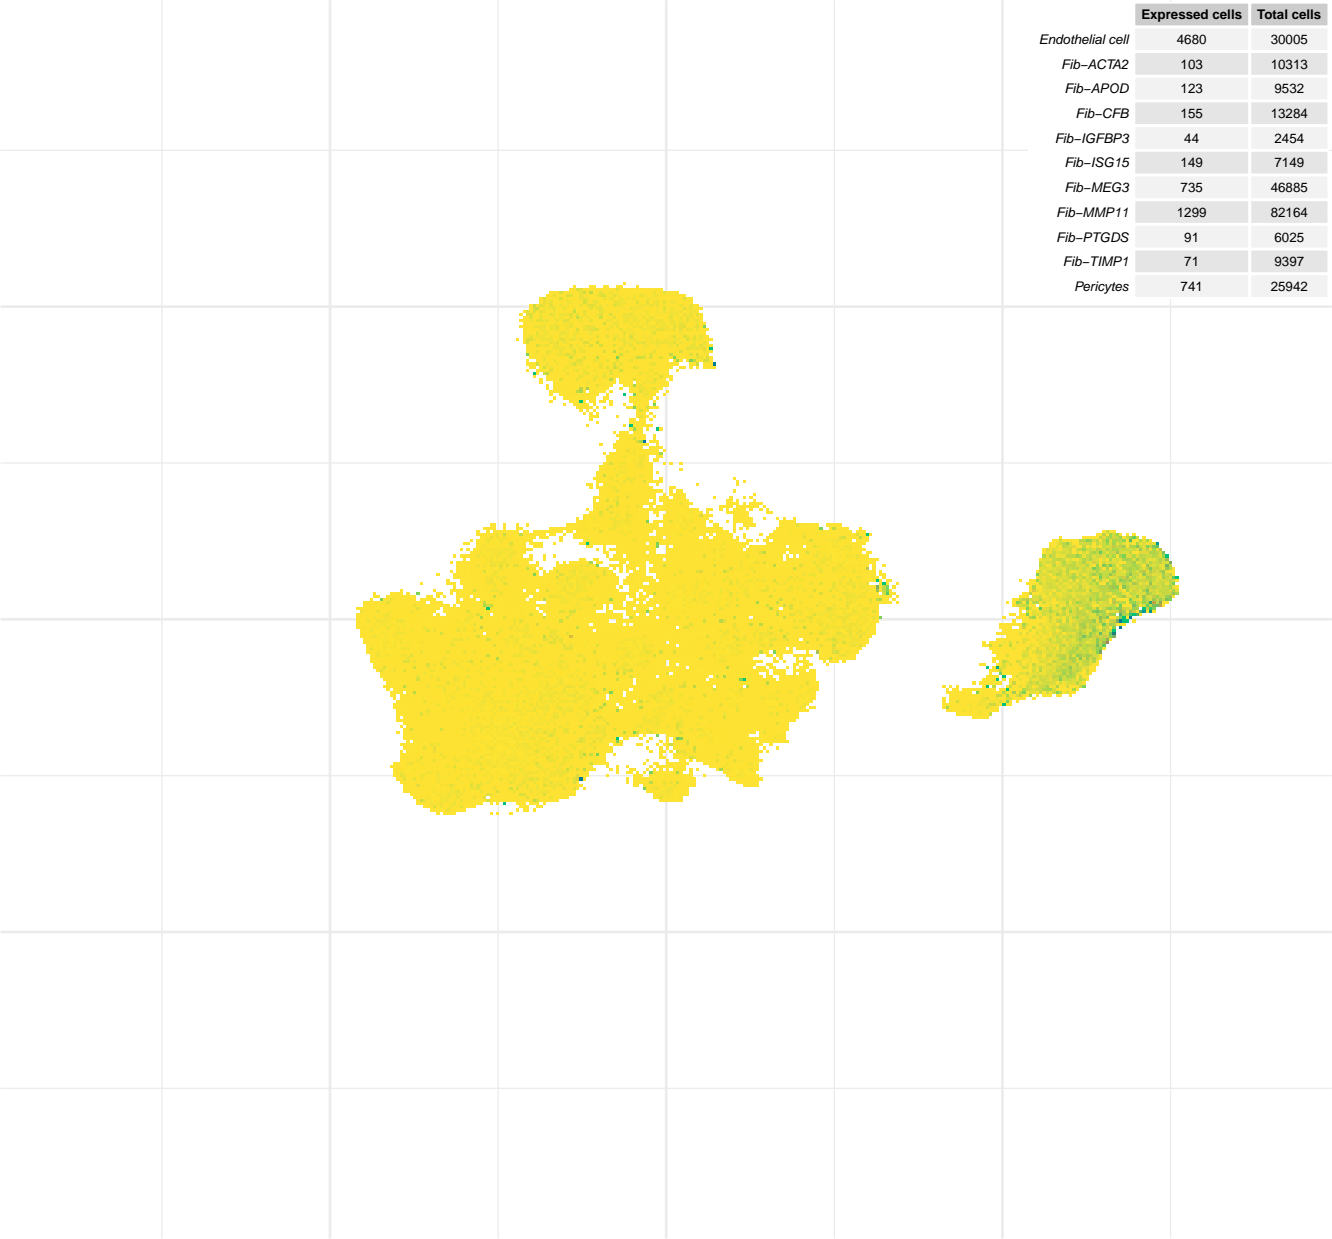 Expressed cells Total cells
Endothelial cell 4680 30005
Fib−ACTA2 103 10313
Fib−APOD 123 9532
Fib−CFB 155 13284
Fib−IGFBP3 44 2454
Fib−ISG15 149 7149
Fib−MEG3 735 46885
Fib−MMP11 1299 82164
Fib−PTGDS 91 6025
Fib−TIMP1 71 9397
Pericytes 741 25942